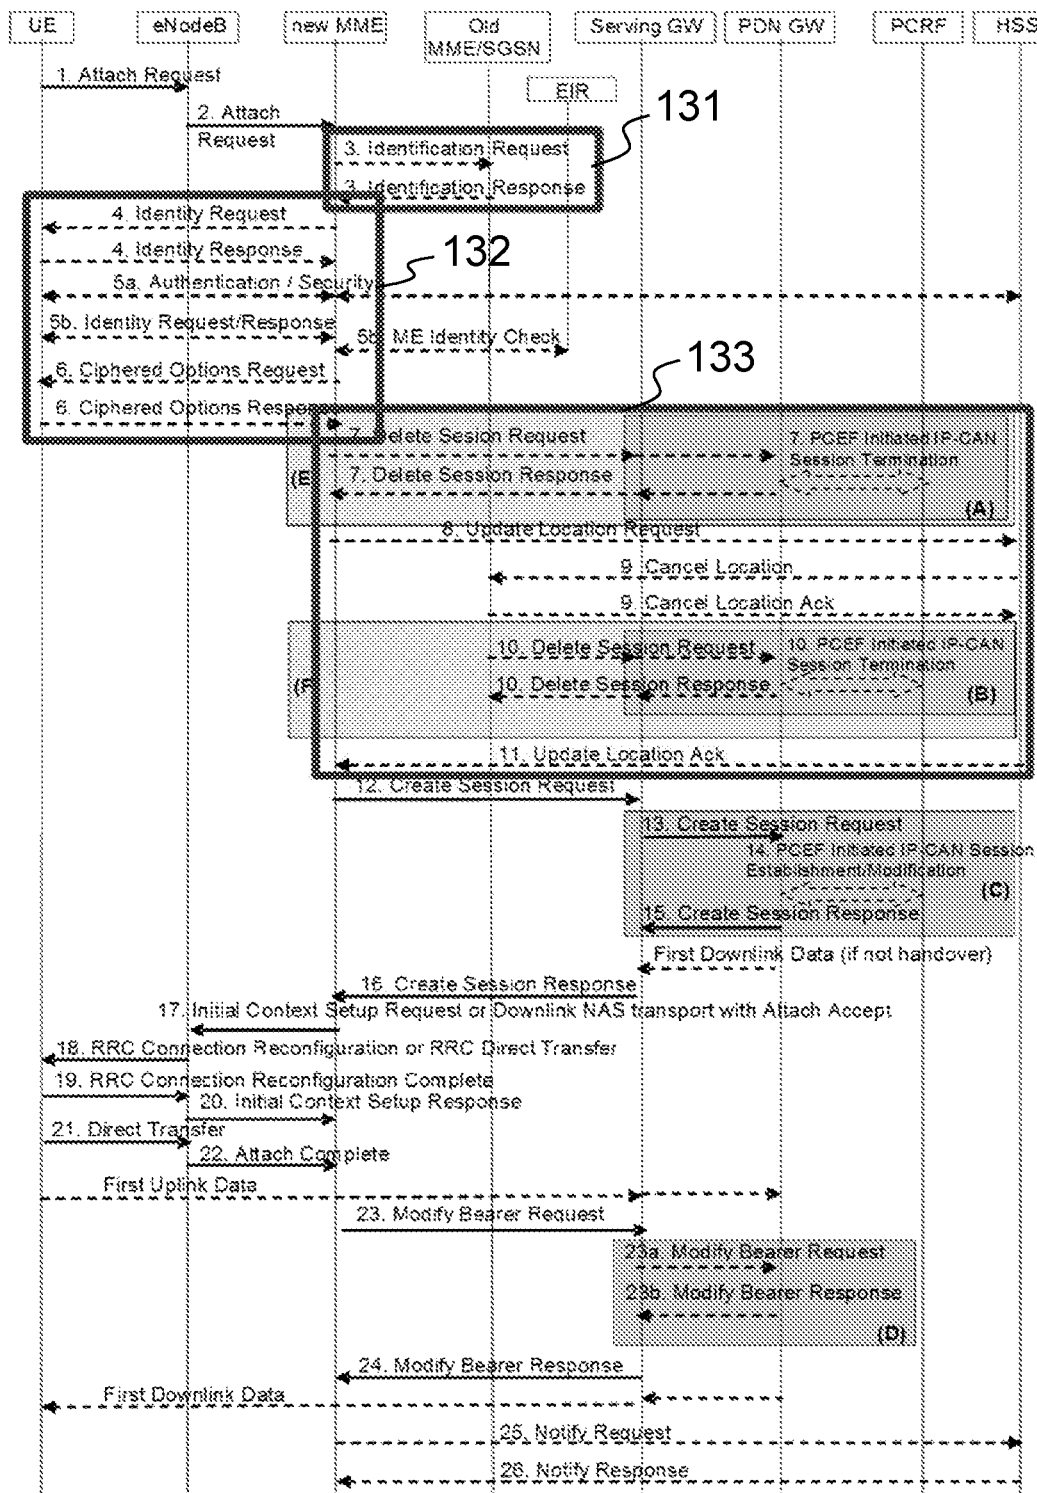 UE eNodeB new MME Old MME/SGSN Serving GW PDN GW PCRF HSS
EIR
1. Attach Request
131
2. Attach
Request
3. Identification Request
3. Identification Response
4. Identity Request
4. Identity Response
132
5a. Authentication / Security
5b. Identity Request/Response
5b. ME Identity Check
133
6. Ciphered Options Request
6. Ciphered Options Response
7. Delete Sesion Request
7. PCEF Initiated IP-CAN
Session Termination
7. Delete Session Response
(E
(A)
8. Update Location Request
9. Cancel Location
9. Cancel Location Ack
10. Delete Session Request
10. PCEF Initiated IP-CAN
Session Termination
10. Delete Session Response
(F
(B)
11. Update Location Ack
12. Create Session Request
13. Create Session Request
14. PCEF Initiated IP-CAN Session
Establishment/Modification
(C)
15. Create Session Response
First Downlink Data (if not handover)
16. Create Session Response
17. Initial Context Setup Request or Downlink NAS transport with Attach Accept
18. RRC Connection Reconfiguration or RRC Direct Transfer
19. RRC Connection Reconfiguration Complete
20. Initial Context Setup Response
21. Direct Transfer
22. Attach Complete
First Uplink Data
23. Modify Bearer Request
23a. Modify Bearer Request
23b. Modify Bearer Response
(D)
24. Modify Bearer Response
First Downlink Data
25. Notify Request
26. Notify Response